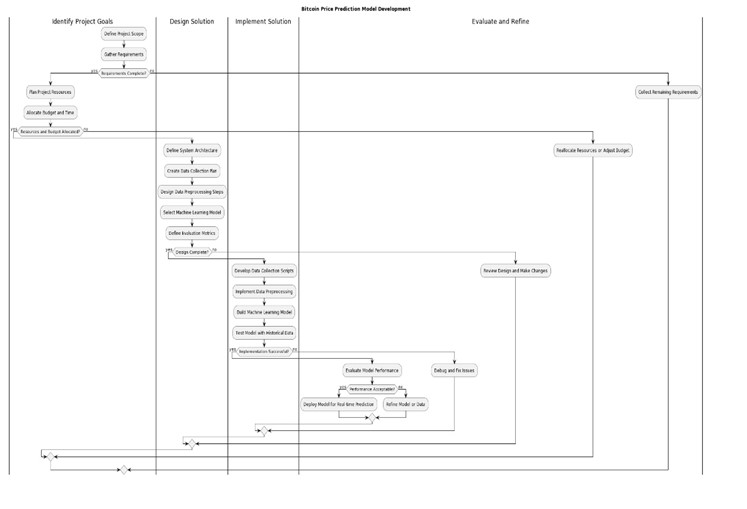 Bitcoin Price Prediction Model Development
Identify Project Goals
Design Solution
Implement Solution
Evaluate and Refine
Define Project Scope
Gather Requirements
yes
Requirements Complete?
no
Plan Project Resources
Collect Remaining Requirements
Allocate Budget and Time
yes
Resources and Budget Allocated?
no
Define System Architecture
Reallocate Resources or Adjust Budget
Create Data Collection Plan
Design Data Preprocessing Steps
Select Machine Learning Model
Define Evaluation Metrics
yes
Design Complete?
no
Develop Data Collection Scripts
Review Design and Make Changes
Implement Data Preprocessing
Build Machine Learning Model
Test Model with Historical Data
yes
Implementation Successful?
no
Evaluate Model Performance
Debug and Fix Issues
yes
Performance Acceptable?
no
Deploy Model for Real-time Prediction
Refine Model or Data